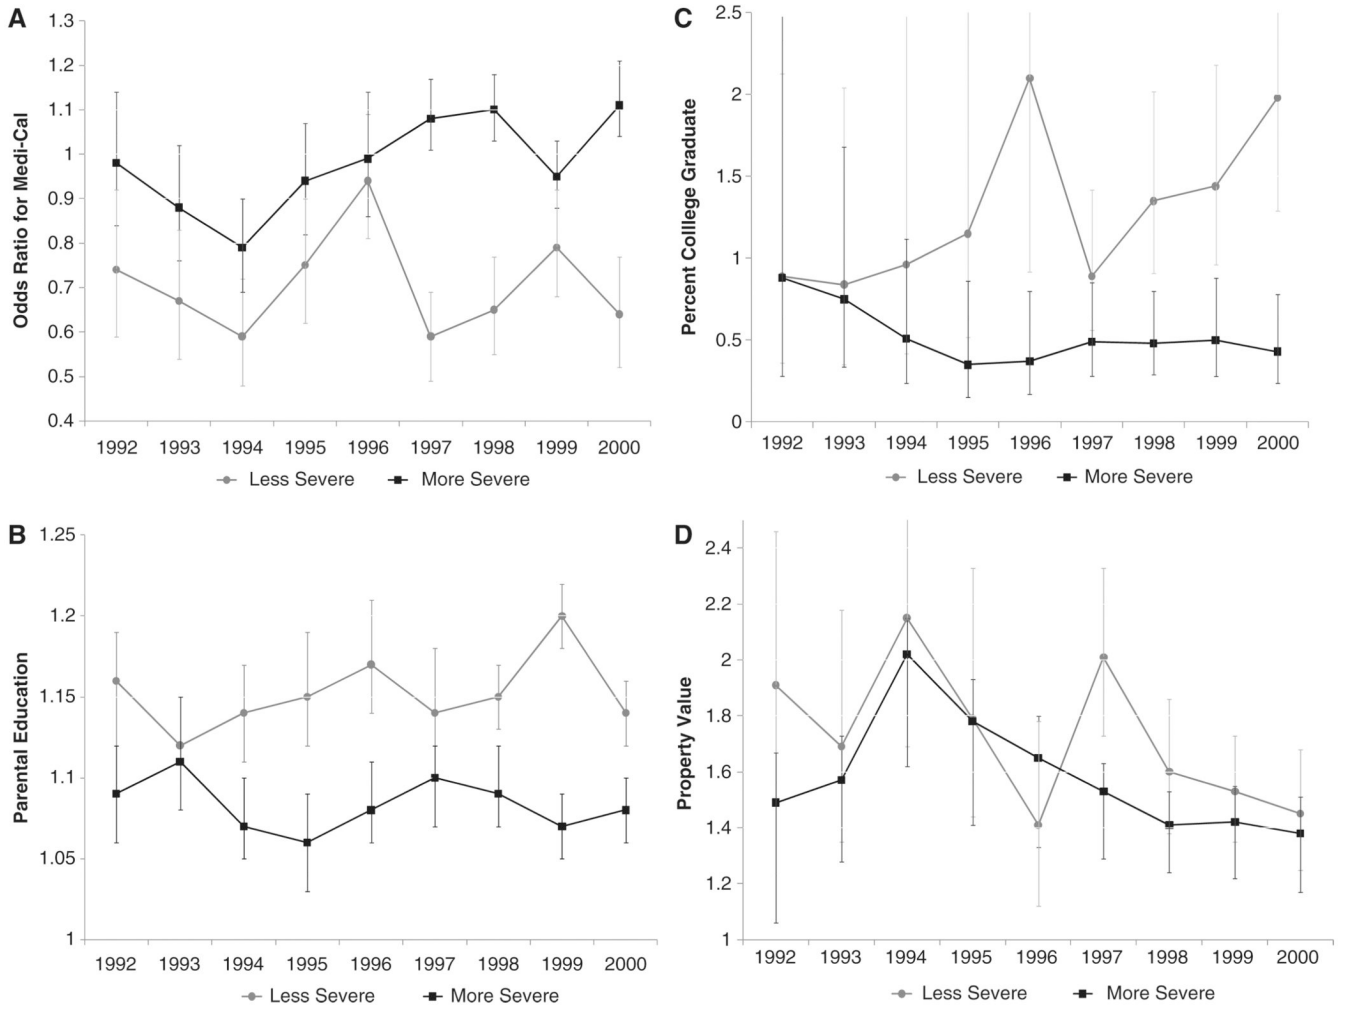 A
Odds Ratio for Medi-Cal
1.3
1.2
1.1
1
0.9
0.8
0.7
0.6
0.5
0.4
1992 1993 1994 1995 1996 1997 1998 1999 2000
Less Severe More Severe
C
Percent Colllege Graduate
2.5
2
1.5
1
0.5
0
1992 1993 1994 1995 1996 1997 1998 1999 2000
Less Severe More Severe
B
Parental Education
1.25
1.2
1.15
1.1
1.05
1
1992 1993 1994 1995 1996 1997 1998 1999 2000
Less Severe More Severe
D
Property Value
2.4
2.2
2
1.8
1.6
1.4
1.2
1
1992 1993 1994 1995 1996 1997 1998 1999 2000
Less Severe More Severe